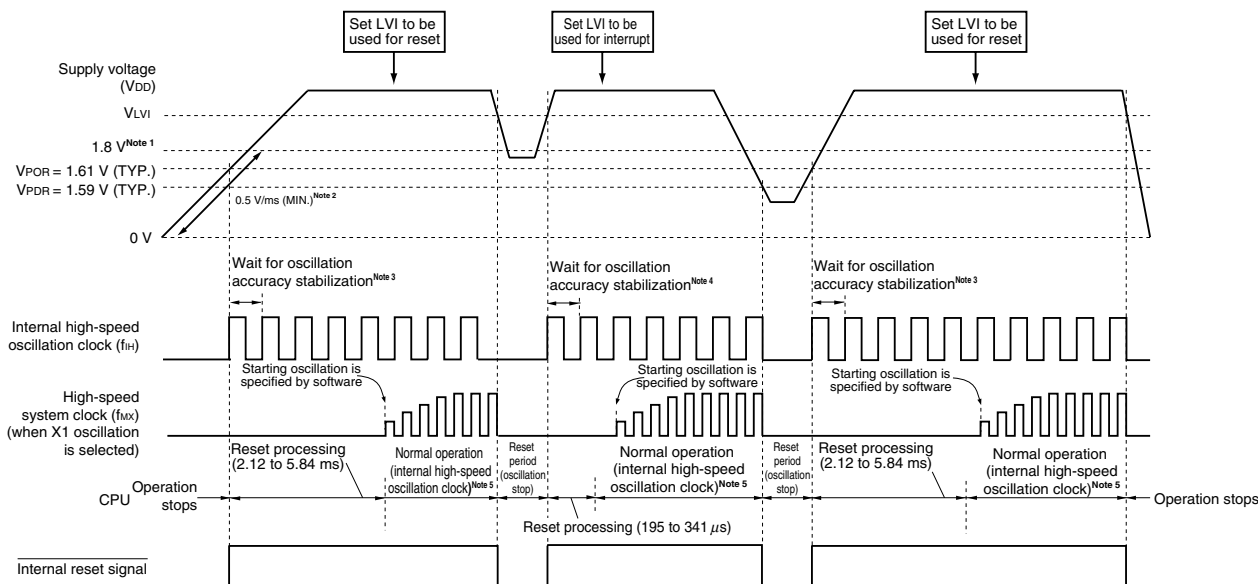 Set LVI to be
used for reset
Set LVI to be
used for interrupt
Set LVI to be
used for reset
Supply voltage
(VDD)
VLVI
1.8 V Note 1
VPOR = 1.61 V (TYP.)
VPDR = 1.59 V (TYP.)
0.5 V/ms (MIN.) Note 2
0 V
Wait for oscillation
accuracy stabilization Note 3
Wait for oscillation
accuracy stabilization Note 4
Wait for oscillation
accuracy stabilization Note 3
Internal high-speed
oscillation clock (fIH)
Starting oscillation is
specified by software
Starting oscillation is
specified by software
Starting oscillation is
specified by software
High-speed
system clock (fMX)
(when X1 oscillation
is selected)
Reset processing
(2.12 to 5.84 ms)
Normal operation
(internal high-speed
oscillation clock) Note 5
Reset
period
(oscillation
stop)
Normal operation
(internal high-speed
oscillation clock) Note 5
Reset
period
(oscillation
stop)
Reset processing
(2.12 to 5.84 ms)
Normal operation
(internal high-speed
oscillation clock) Note 5
CPU
Operation
stops
Operation stops
Reset processing (195 to 341 μs)
Internal reset signal